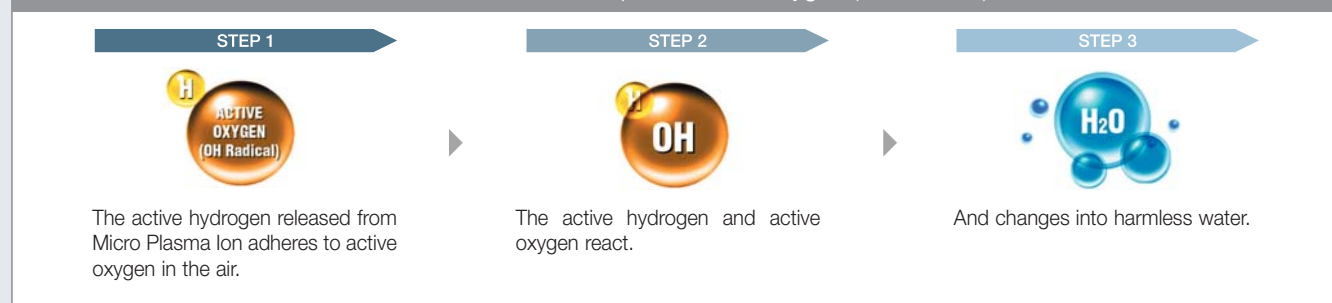 STEP 1
STEP 2
STEP 3
H
ACTIVE
OXYGEN
(OH Radical)
H
OH
H2O
The active hydrogen released from
Micro Plasma Ion adheres to active
oxygen in the air.
The active hydrogen and active
oxygen react.
And changes into harmless water.